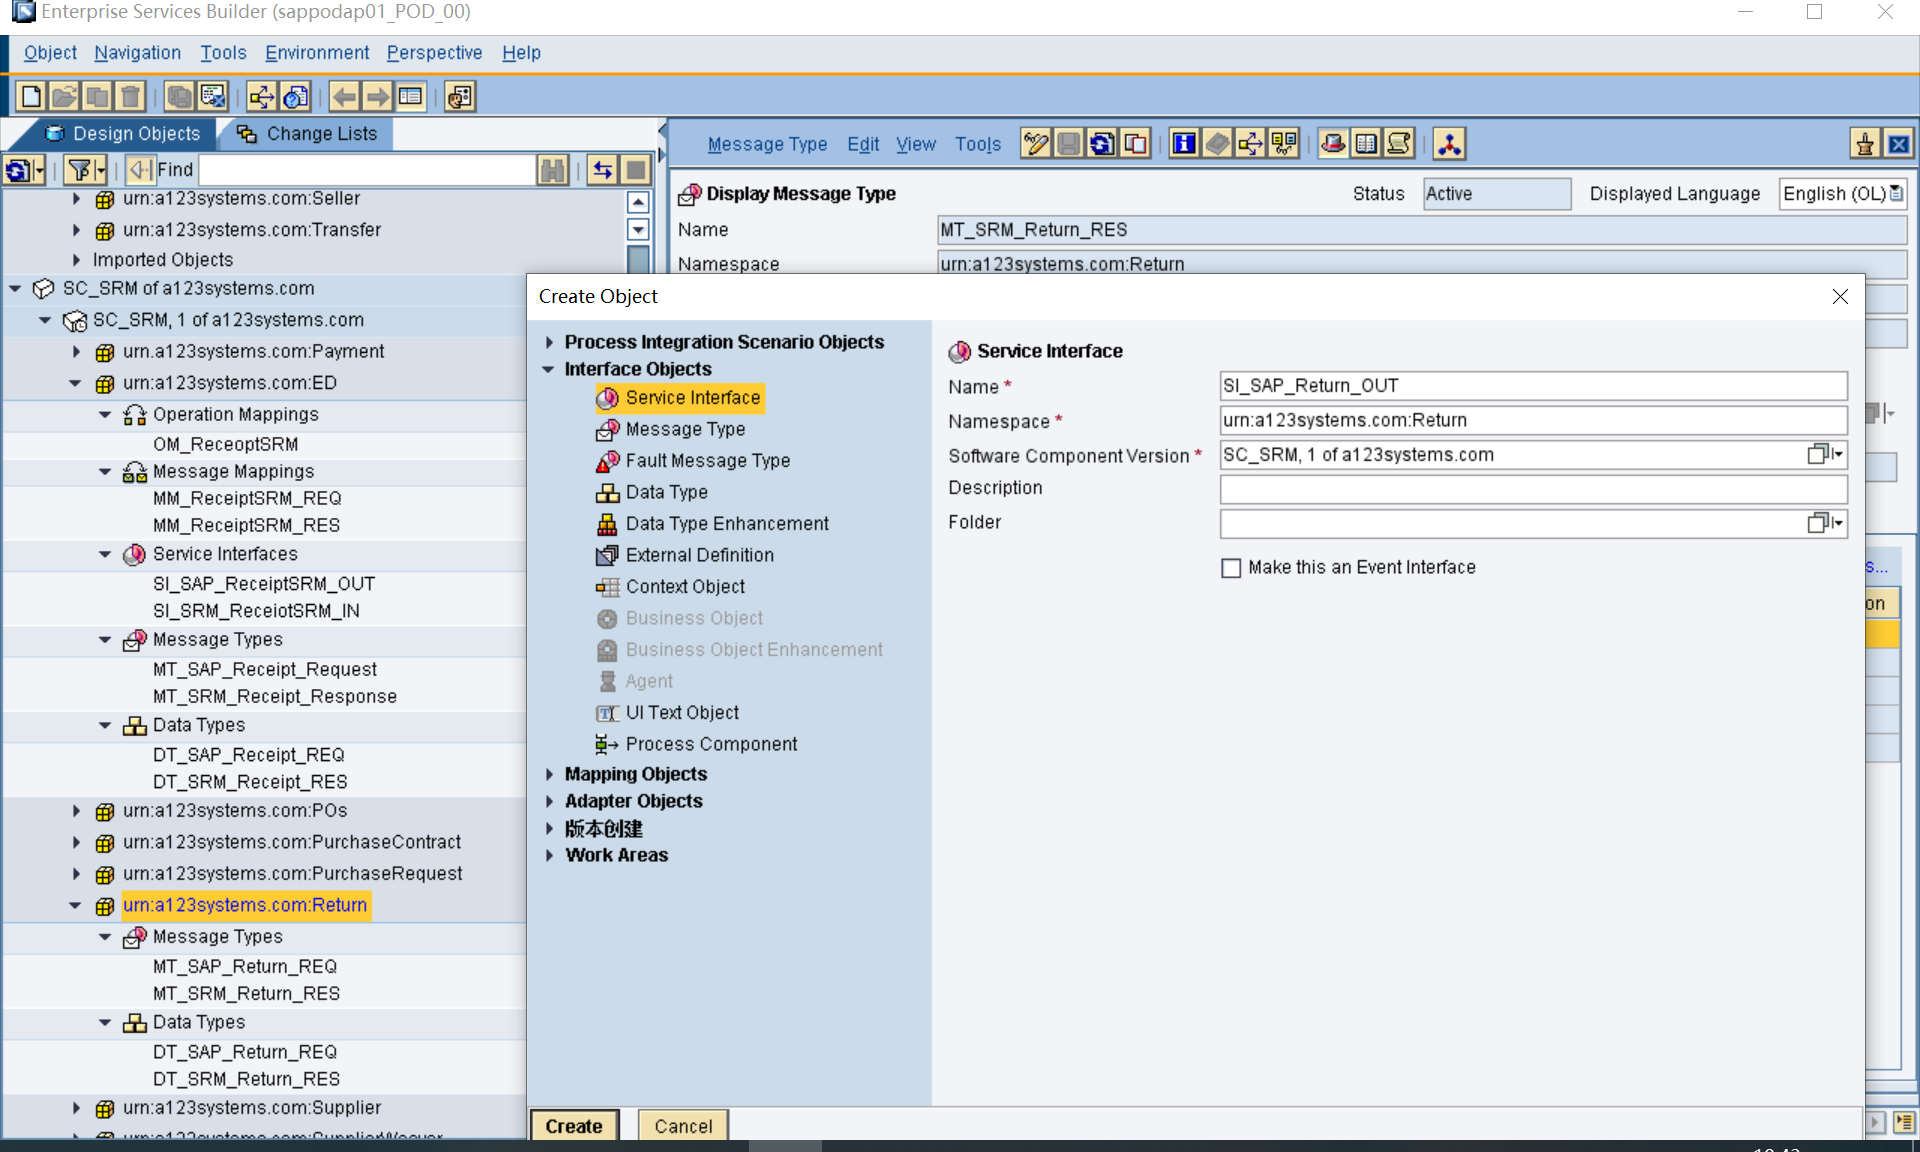 Enterprise Services Builder (sappodap01_POD_00)
Object Navigation Tools Environment Perspective Help
Design Objects Change Lists
Find
urn:a123systems.com:Seller
urn:a123systems.com:Transfer
Imported Objects
SC_SRM of a123systems.com
SC_SRM, 1 of a123systems.com
urn.a123systems.com:Payment
urn:a123systems.com:ED
Operation Mappings
OM_ReceoptSRM
Message Mappings
MM_ReceiptSRM_REQ
MM_ReceiptSRM_RES
Service Interfaces
SI_SAP_ReceiptSRM_OUT
SI_SRM_ReceiotSRM_IN
Message Types
MT_SAP_Receipt_Request
MT_SRM_Receipt_Response
Data Types
DT_SAP_Receipt_REQ
DT_SRM_Receipt_RES
urn:a123systems.com:POs
urn:a123systems.com:PurchaseContract
urn:a123systems.com:PurchaseRequest
urn:a123systems.com:Return
Message Types
MT_SAP_Return_REQ
MT_SRM_Return_RES
Data Types
DT_SAP_Return_REQ
DT_SRM_Return_RES
urn:a123systems.com:Supplier
Message Type Edit View Tools
Display Message Type Status Active Displayed Language English (OL)
Name MT_SRM_Return_RES
Namespace urn:a123systems.com:Return
s...
on
Create Object
Process Integration Scenario Objects
Interface Objects
Service Interface
Message Type
Fault Message Type
Data Type
Data Type Enhancement
External Definition
Context Object
Business Object
Business Object Enhancement
Agent
UI Text Object
Process Component
Mapping Objects
Adapter Objects
版本创建
Work Areas
Service Interface
Name * SI_SAP_Return_OUT
Namespace * urn:a123systems.com:Return
Software Component Version * SC_SRM, 1 of a123systems.com
Description
Folder
Make this an Event Interface
Create Cancel